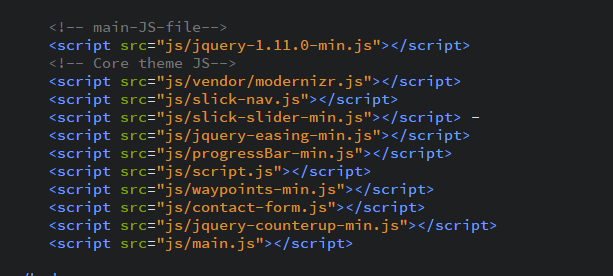 <!-- main-JS-file-->
<script src="js/jquery-1.11.0-min.js"></script>
<!-- Core theme JS-->
<script src="js/vendor/modernizr.js"></script>
<script src="js/slick-nav.js"></script>
<script src="js/slick-slider-min.js"></script> –
<script src="js/jquery-easing-min.js"></script>
<script src="js/progressBar-min.js"></script>
<script src="js/script.js"></script>
<script src="js/waypoints-min.js"></script>
<script src="js/contact-form.js"></script>
<script src="js/jquery-counterup-min.js"></script>
<script src="js/main.js"></script>